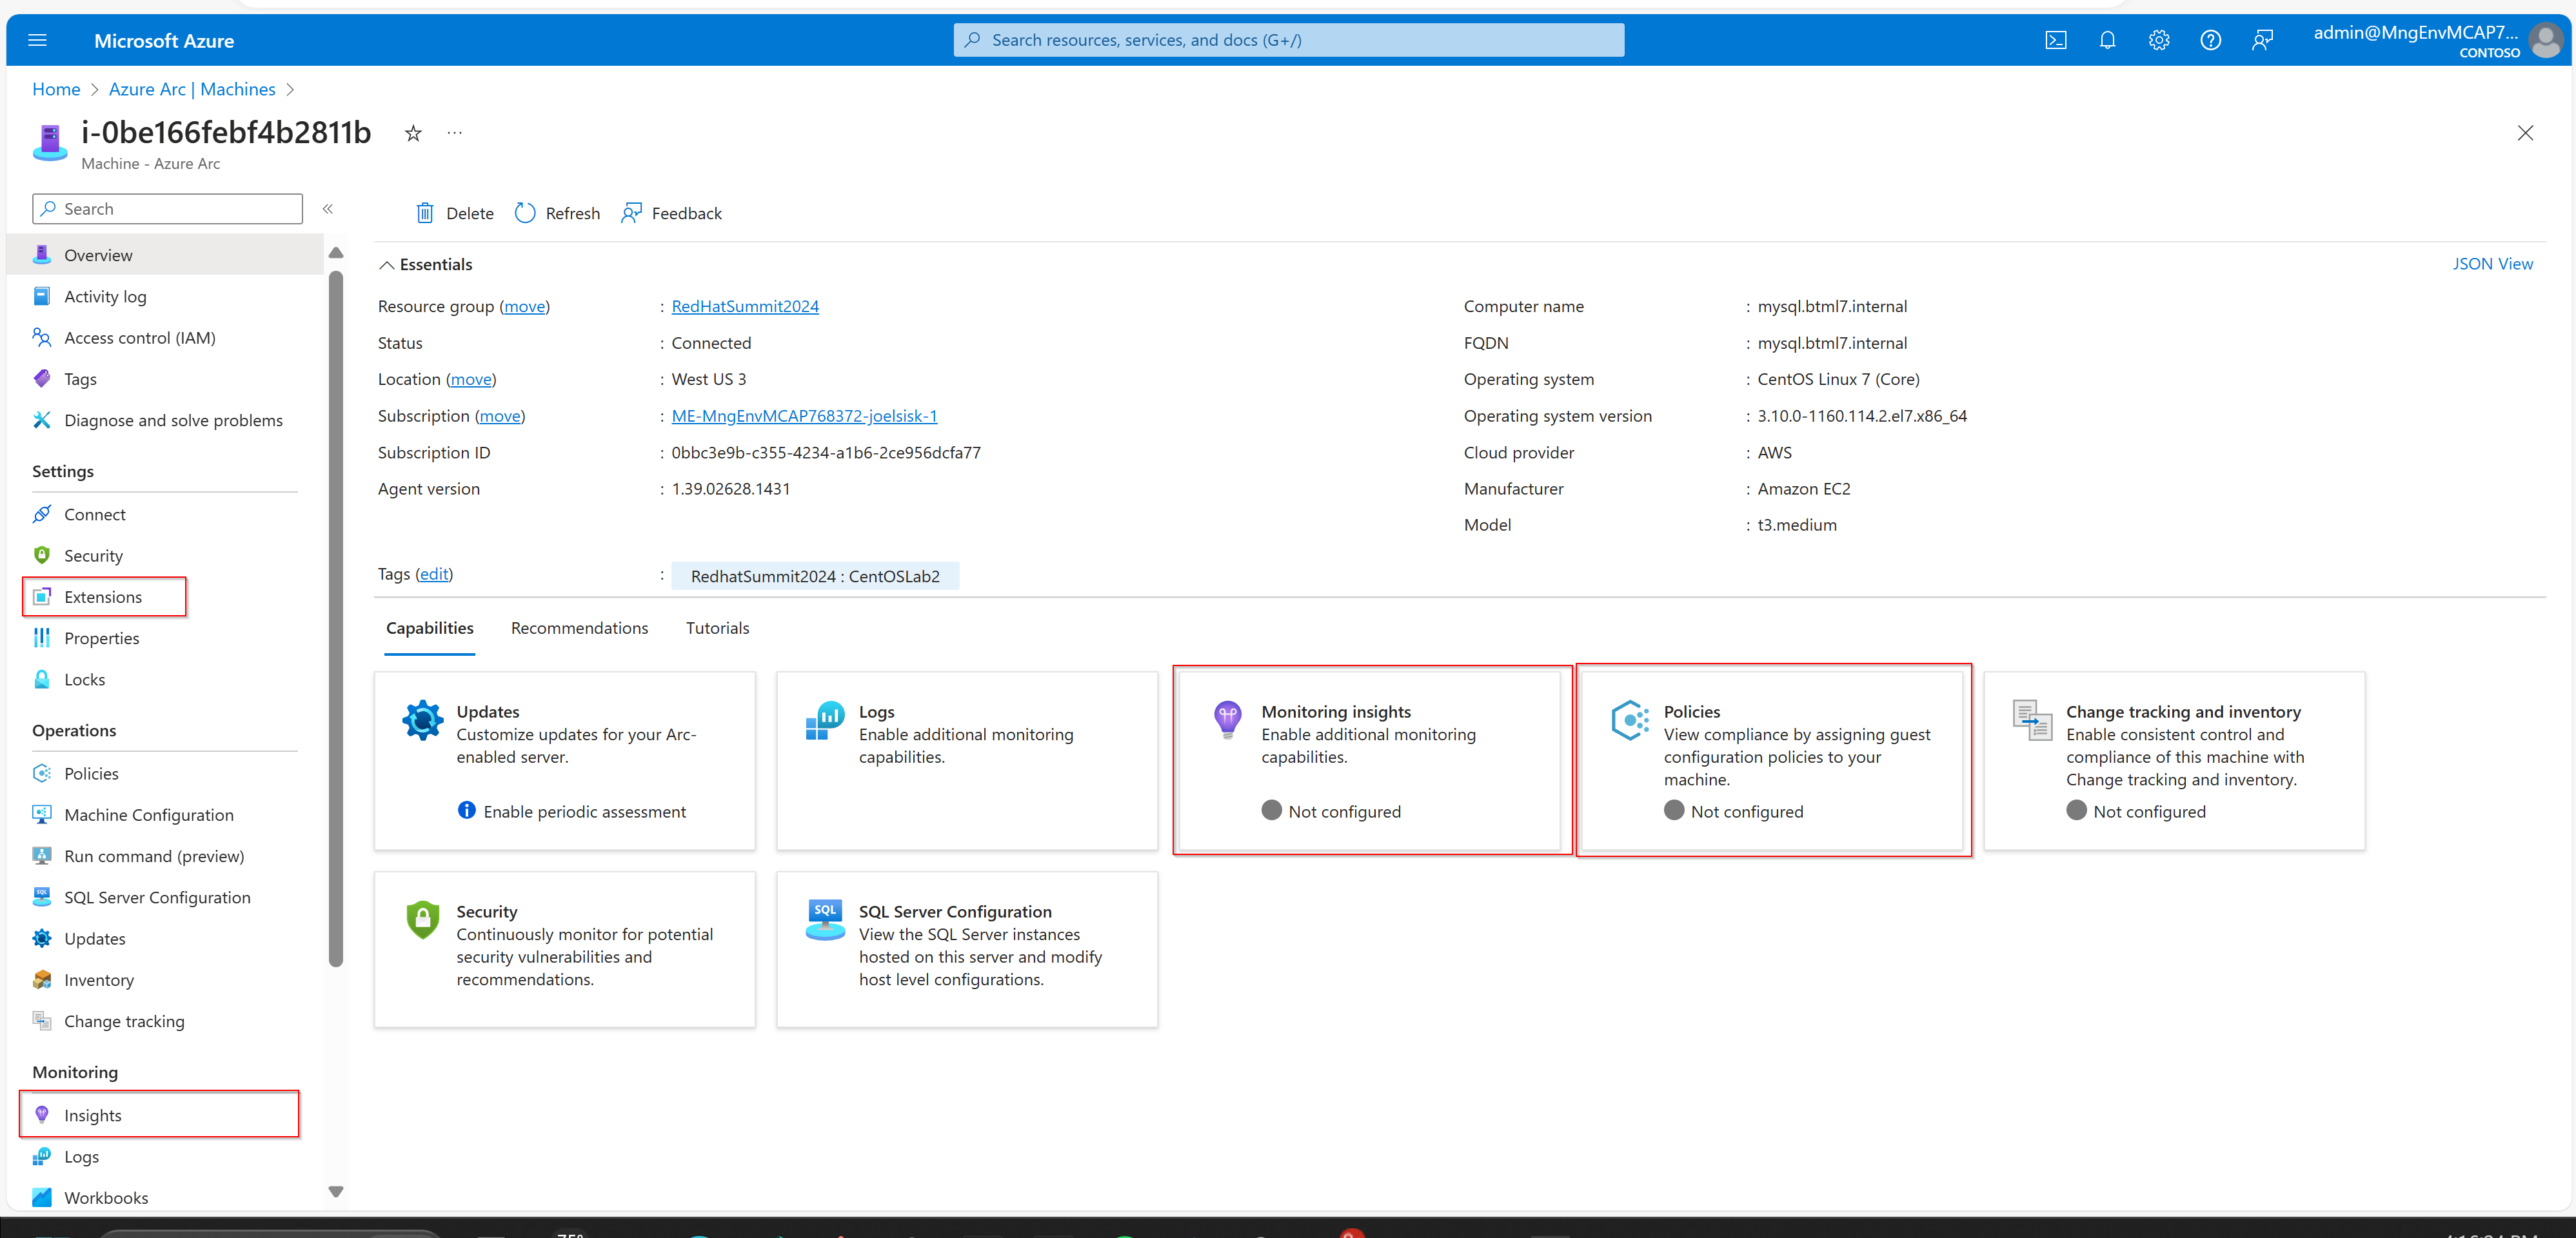 Microsoft Azure
Search resources, services, and docs (G+/)
admin@MngEnvMCAP7...
CONTOSO
Home > Azure Arc | Machines >
i-0be166febf4b2811b
Machine - Azure Arc
Search
Overview
Activity log
Access control (IAM)
Tags
Diagnose and solve problems
Settings
Connect
Security
Extensions
Properties
Locks
Operations
Policies
Machine Configuration
Run command (preview)
SQL Server Configuration
Updates
Inventory
Change tracking
Monitoring
Insights
Logs
Workbooks
Delete
Refresh
Feedback
Essentials
JSON View
Resource group (move) : RedHatSummit2024
Status : Connected
Location (move) : West US 3
Subscription (move) : ME-MngEnvMCAP768372-joelsisk-1
Subscription ID : 0bbc3e9b-c355-4234-a1b6-2ce956dcfa77
Agent version : 1.39.02628.1431
Computer name : mysql.btml7.internal
FQDN : mysql.btml7.internal
Operating system : CentOS Linux 7 (Core)
Operating system version : 3.10.0-1160.114.2.el7.x86_64
Cloud provider : AWS
Manufacturer : Amazon EC2
Model : t3.medium
Tags (edit) : RedhatSummit2024 : CentOSLab2
Capabilities
Recommendations
Tutorials
Updates
Customize updates for your Arc-
enabled server.
Enable periodic assessment
Logs
Enable additional monitoring
capabilities.
Monitoring insights
Enable additional monitoring
capabilities.
Not configured
Policies
View compliance by assigning guest
configuration policies to your
machine.
Not configured
Change tracking and inventory
Enable consistent control and
compliance of this machine with
Change tracking and inventory.
Not configured
Security
Continuously monitor for potential
security vulnerabilities and
recommendations.
SQL
SQL Server Configuration
View the SQL Server instances
hosted on this server and modify
host level configurations.